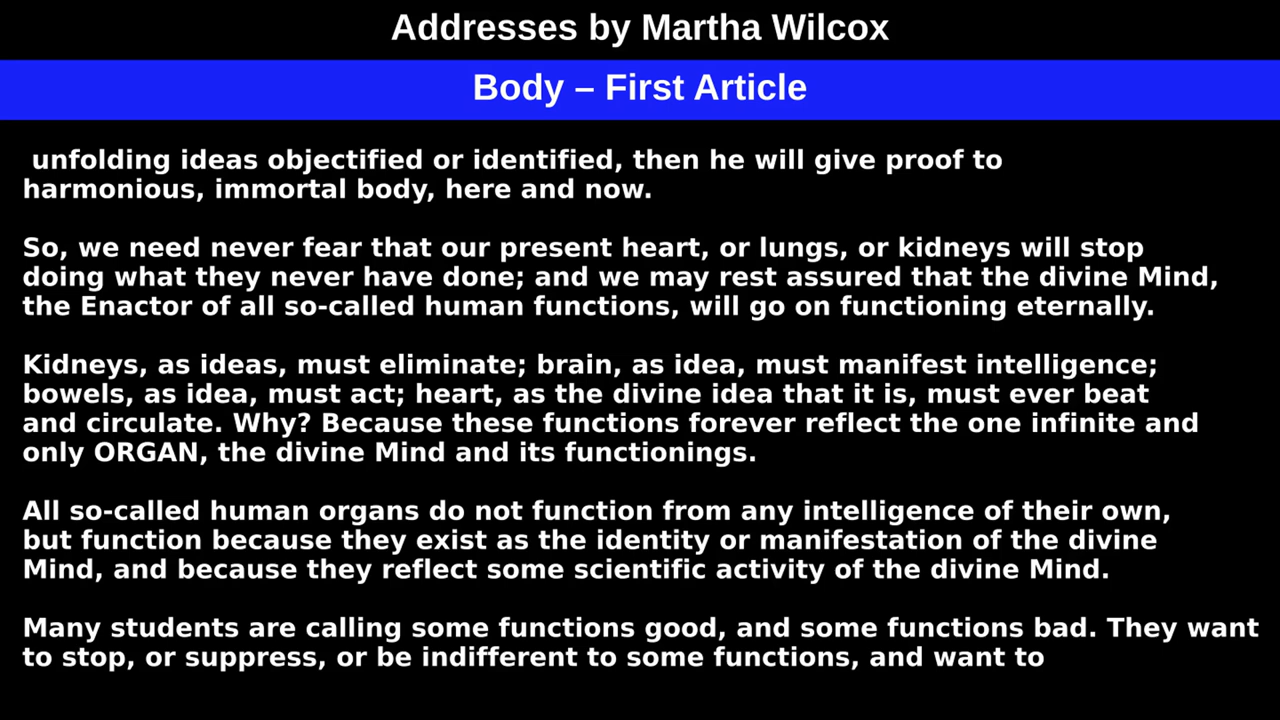 Addresses by Martha Wilcox
Body – First Article
unfolding ideas objectified or identified, then he will give proof to
harmonious, immortal body, here and now.
So, we need never fear that our present heart, or lungs, or kidneys will stop
doing what they never have done; and we may rest assured that the divine Mind,
the Enactor of all so-called human functions, will go on functioning eternally.
Kidneys, as ideas, must eliminate; brain, as idea, must manifest intelligence;
bowels, as idea, must act; heart, as the divine idea that it is, must ever beat
and circulate. Why? Because these functions forever reflect the one infinite and
only ORGAN, the divine Mind and its functionings.
All so-called human organs do not function from any intelligence of their own,
but function because they exist as the identity or manifestation of the divine
Mind, and because they reflect some scientific activity of the divine Mind.
Many students are calling some functions good, and some functions bad. They want
to stop, or suppress, or be indifferent to some functions, and want to